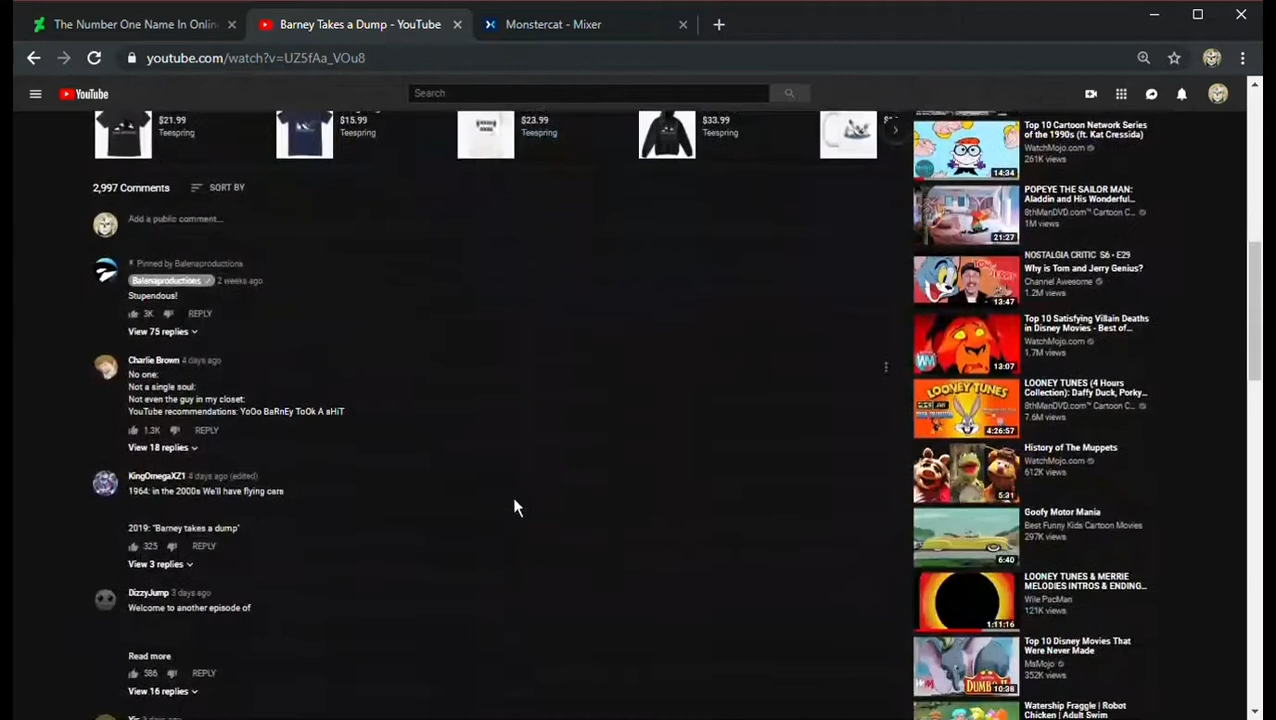 The Number One Name In Onlin
Barney Takes a Dump - YouTube
Monstercat - Mixer
youtube.com/watch?v=UZ5fAa_VOu8
YouTube
Search
$21.99
Teespring
$15.99
Teespring
$23.99
Teespring
$33.99
Teespring
2,997 Comments
SORT BY
Add a public comment...
Pinned by Balenaproductions
Balenaproductions 2 weeks ago
Stupendous!
3K REPLY
View 75 replies
Charlie Brown 4 days ago
No one:
Not a single soul:
Not even the guy in my closet:
YouTube recommendations: YoOo BaRnEy ToOk A sHiT
1.3K REPLY
View 18 replies
KingOmegaXZ1 4 days ago (edited)
1964: in the 2000s We'll have flying cars
2019: "Barney takes a dump"
325 REPLY
View 3 replies
DizzyJump 3 days ago
Welcome to another episode of
Read more
586 REPLY
View 16 replies
Top 10 Cartoon Network Series
of the 1990s (ft. Kat Cressida)
WatchMojo.com
261K views
14:34
POPEYE THE SAILOR MAN:
Aladdin and His Wonderful...
8thManDVD.com™ Cartoon C...
1M views
21:27
NOSTALGIA CRITIC S6 • E29
Why is Tom and Jerry Genius?
Channel Awesome
1.2M views
13:47
Top 10 Satisfying Villain Deaths
in Disney Movies - Best of...
WatchMojo.com
1.7M views
13:07
LOONEY TUNES (4 Hours
Collection): Daffy Duck, Porky...
8thManDVD.com™ Cartoon C...
7.6M views
LOONEY TUNES
4:26:57
History of The Muppets
WatchMojo.com
612K views
5:31
Goofy Motor Mania
Best Funny Kids Cartoon Movies
297K views
6:40
LOONEY TUNES & MERRIE
MELODIES INTROS & ENDING...
Wile PacMan
121K views
1:11:16
Top 10 Disney Movies That
Were Never Made
MsMojo
352K views
DUMBO II
10:38
Watership Fraggle | Robot
Chicken | Adult Swim